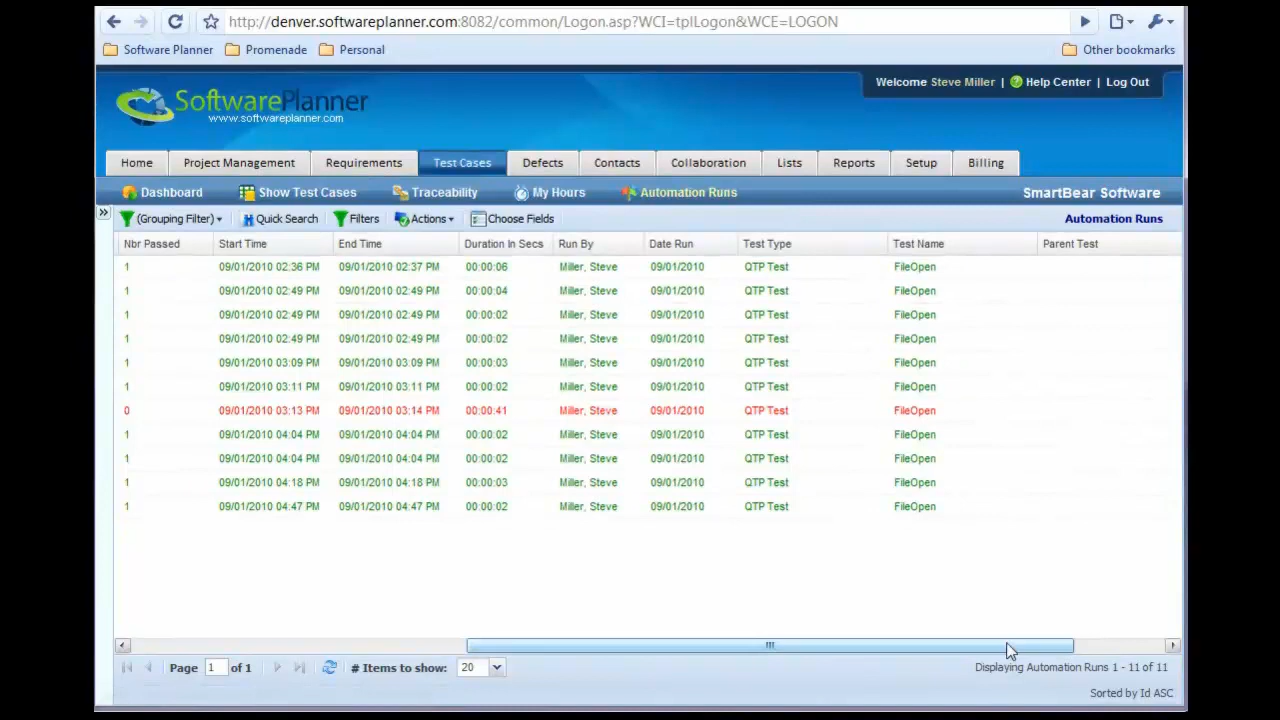 http://denver.softwareplanner.com:8082/common/Logon.asp?WCI=tplLogon&WCE=LOGON
Software Planner Promenade Personal Other bookmarks
Welcome Steve Miller | Help Center | Log Out
SoftwarePlanner
www.softwareplanner.com
Home Project Management Requirements Test Cases Defects Contacts Collaboration Lists Reports Setup Billing
Dashboard Show Test Cases Traceability My Hours Automation Runs SmartBear Software
(Grouping Filter) Quick Search Filters Actions Choose Fields Automation Runs
Nbr Passed Start Time End Time Duration In Secs Run By Date Run Test Type Test Name Parent Test
1 09/01/2010 02:36 PM 09/01/2010 02:37 PM 00:00:06 Miller, Steve 09/01/2010 QTP Test FileOpen
1 09/01/2010 02:49 PM 09/01/2010 02:49 PM 00:00:04 Miller, Steve 09/01/2010 QTP Test FileOpen
1 09/01/2010 02:49 PM 09/01/2010 02:49 PM 00:00:02 Miller, Steve 09/01/2010 QTP Test FileOpen
1 09/01/2010 02:49 PM 09/01/2010 02:49 PM 00:00:02 Miller, Steve 09/01/2010 QTP Test FileOpen
1 09/01/2010 03:09 PM 09/01/2010 03:09 PM 00:00:03 Miller, Steve 09/01/2010 QTP Test FileOpen
1 09/01/2010 03:11 PM 09/01/2010 03:11 PM 00:00:02 Miller, Steve 09/01/2010 QTP Test FileOpen
0 09/01/2010 03:13 PM 09/01/2010 03:14 PM 00:00:41 Miller, Steve 09/01/2010 QTP Test FileOpen
1 09/01/2010 04:04 PM 09/01/2010 04:04 PM 00:00:02 Miller, Steve 09/01/2010 QTP Test FileOpen
1 09/01/2010 04:04 PM 09/01/2010 04:04 PM 00:00:02 Miller, Steve 09/01/2010 QTP Test FileOpen
1 09/01/2010 04:18 PM 09/01/2010 04:18 PM 00:00:03 Miller, Steve 09/01/2010 QTP Test FileOpen
1 09/01/2010 04:47 PM 09/01/2010 04:47 PM 00:00:02 Miller, Steve 09/01/2010 QTP Test FileOpen
Page 1 of 1 # Items to show: 20 Displaying Automation Runs 1 - 11 of 11
Sorted by Id ASC